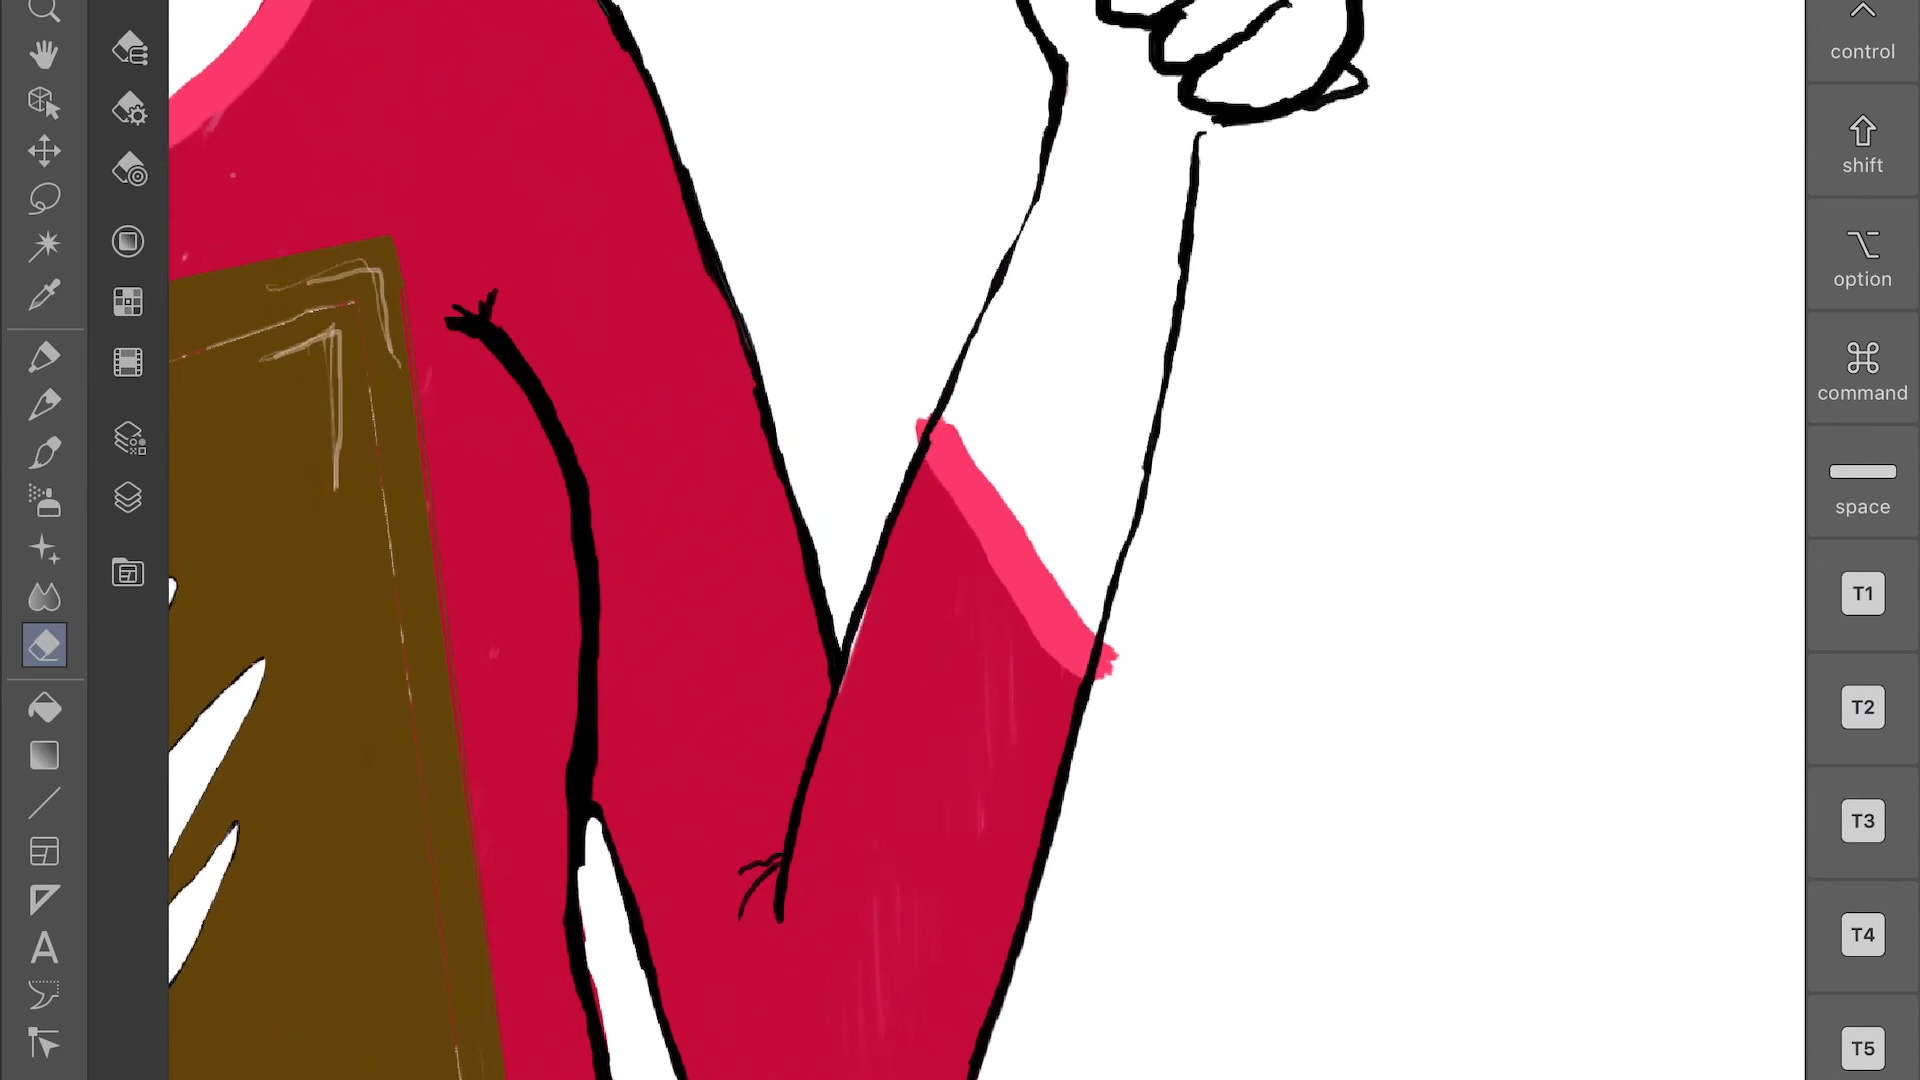 control
shift
option
command
space
T1
T2
T3
T4
T5